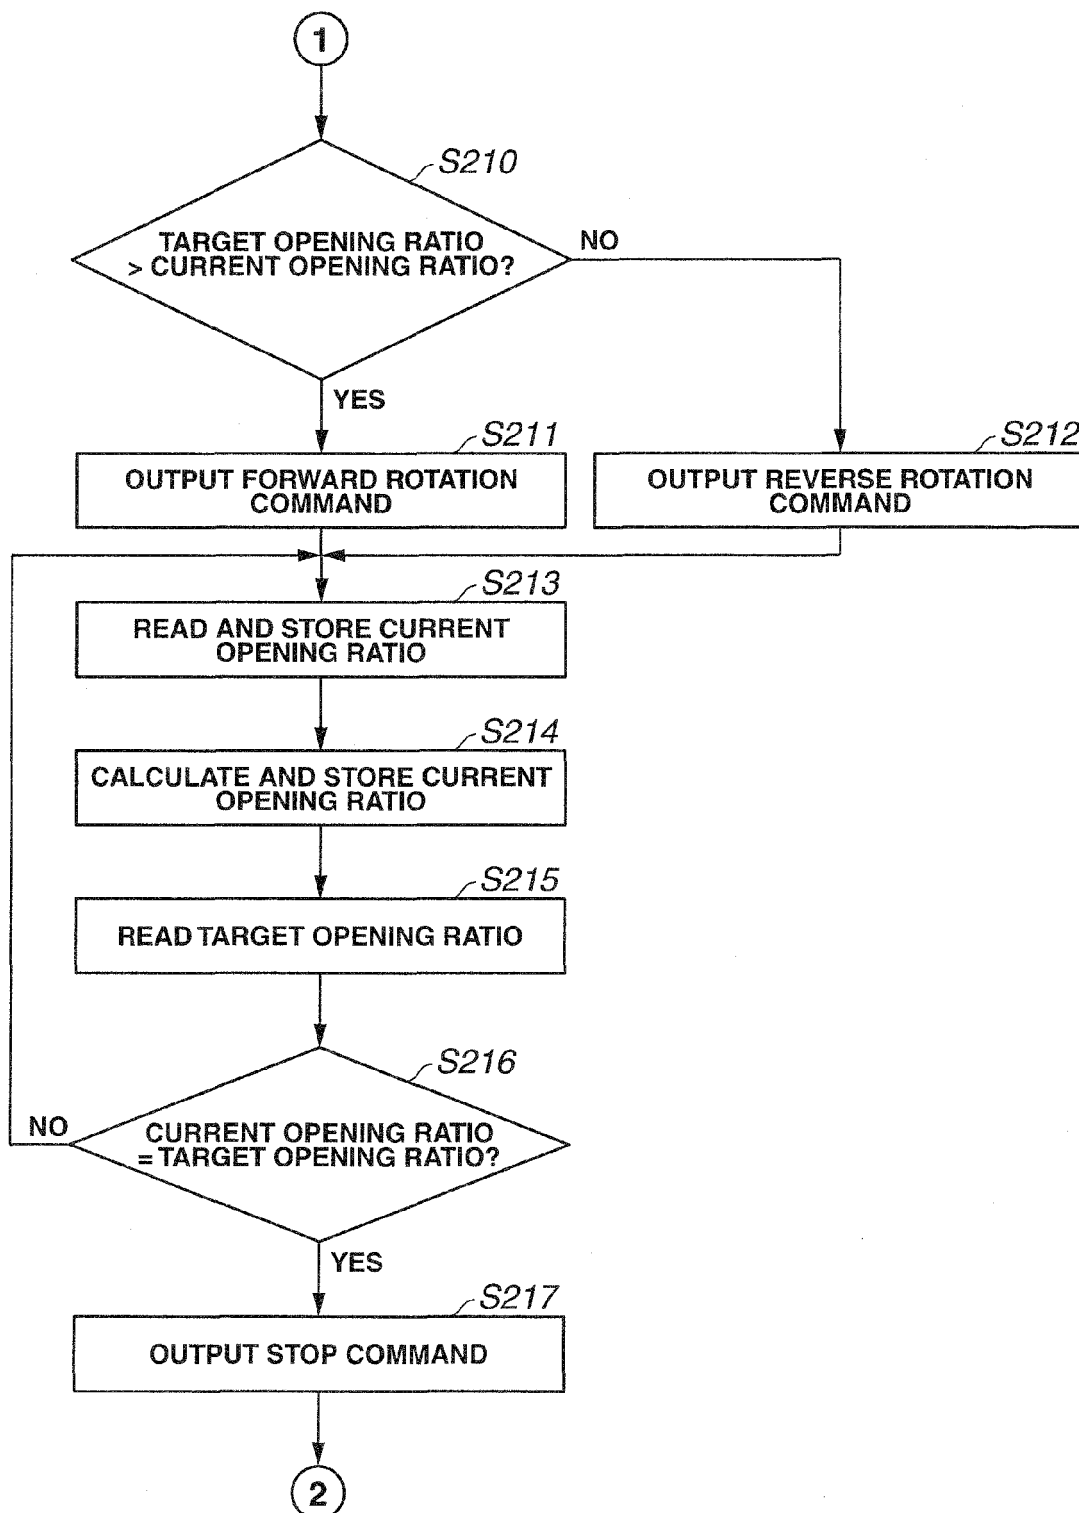 1
S210
TARGET OPENING RATIO
> CURRENT OPENING RATIO?
NO
YES
S211
OUTPUT FORWARD ROTATION
COMMAND
S212
OUTPUT REVERSE ROTATION
COMMAND
S213
READ AND STORE CURRENT
OPENING RATIO
S214
CALCULATE AND STORE CURRENT
OPENING RATIO
S215
READ TARGET OPENING RATIO
S216
CURRENT OPENING RATIO
= TARGET OPENING RATIO?
NO
YES
S217
OUTPUT STOP COMMAND
2